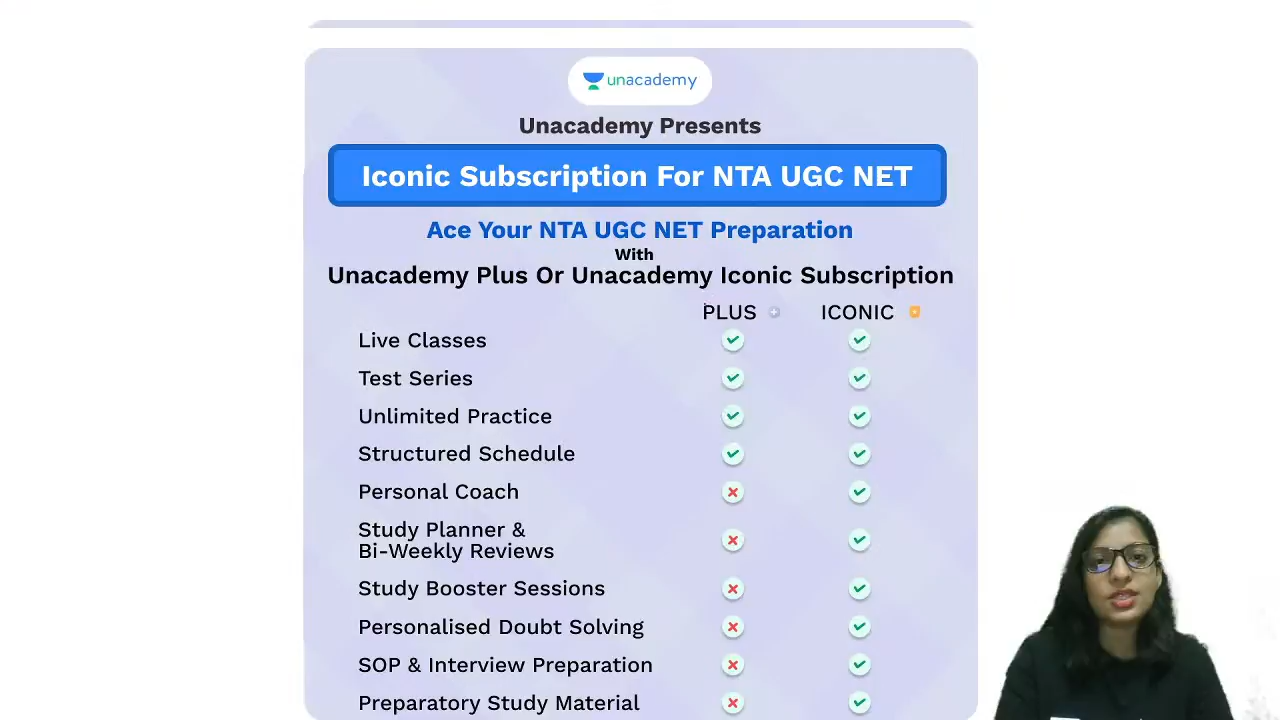 unacademy
Unacademy Presents
Iconic Subscription For NTA UGC NET
Ace Your NTA UGC NET Preparation
With
Unacademy Plus Or Unacademy Iconic Subscription
PLUS ICONIC
Live Classes
Test Series
Unlimited Practice
Structured Schedule
Personal Coach
Study Planner &
Bi-Weekly Reviews
Study Booster Sessions
Personalised Doubt Solving
SOP & Interview Preparation
Preparatory Study Material